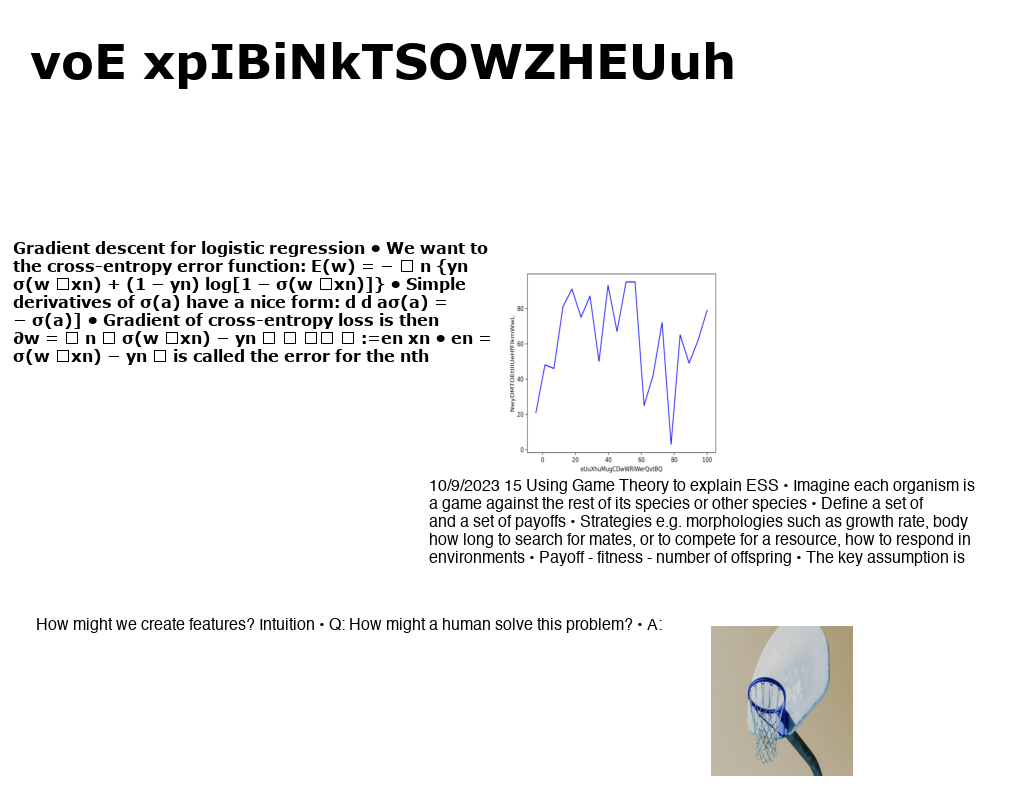 voE xpIBiNkTSOWZHEUuh
Gradient descent for logistic regression • We want to
the cross-entropy error function: E(w) = − □ n {yn
σ(w □xn) + (1 − yn) log[1 − σ(w □xn)]} • Simple
derivatives of σ(a) have a nice form: d d aσ(a) =
− σ(a)] • Gradient of cross-entropy loss is then
∂w = □ n □ σ(w □xn) − yn □ □ □□ □ :=en xn • en =
σ(w □xn) − yn □ is called the error for the nth
80
60
40
20
0
0 20 40 60 80 100
10/9/2023 15 Using Game Theory to explain ESS • Imagine each organism is
a game against the rest of its species or other species • Define a set of
and a set of payoffs • Strategies e.g. morphologies such as growth rate, body
how long to search for mates, or to compete for a resource, how to respond in
environments • Payoff - fitness - number of offspring • The key assumption is
How might we create features? Intuition • Q: How might a human solve this problem? • A: